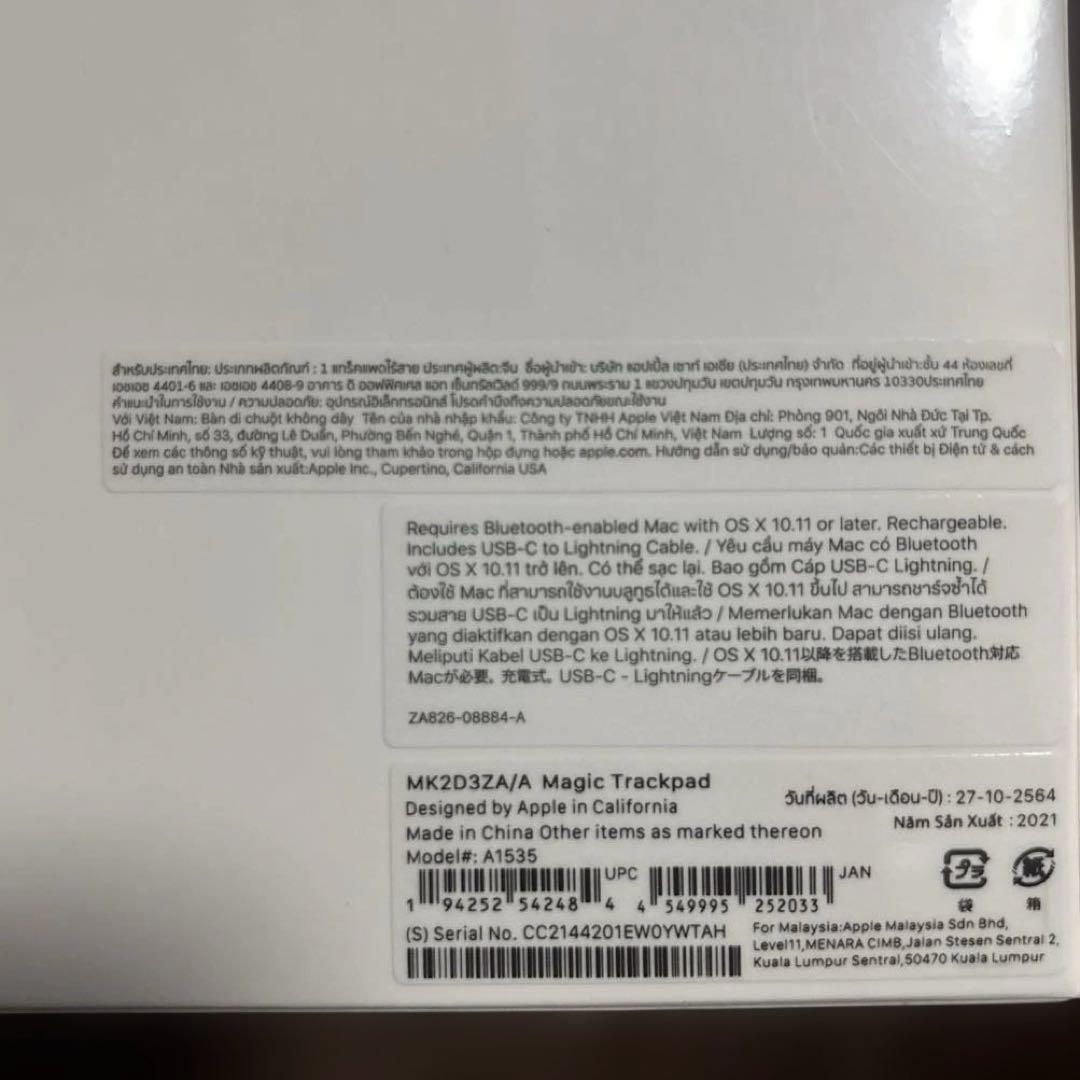 สำหรับประเทศไทย: ประเภทผลิตภัณฑ์ : 1 แทร็คแพดไร้สาย ประเทศผู้ผลิต:จีน ชื่อผู้นำเข้า: บริษัท แอปเปิ้ล เซาท์ เอเชีย (ประเทศไทย) จำกัด ที่อยู่ผู้นำเข้า:ชั้น 44 ห้องเลขที่
เอชเอช 4401-6 และ เอชเอช 4408-9 อาคาร ดิ ออฟฟิศเศส แอท เซ็นทรัลเวิลด์ 999/9 ถนนพระราม 1 แขวงปทุมวัน เขตปทุมวัน กรุงเทพมหานคร 10330ประเทศไทย
คำแนะนำในการใช้งาน / ความปลอดภัย: อุปกรณ์อิเล็กทรอนิกส์ โปรดคำนึงถึงความปลอดภัยขณะใช้งาน
Với Việt Nam: Bàn di chuột không dây Tên của nhà nhập khẩu: Công ty TNHH Apple Việt Nam Địa chỉ: Phòng 901, Ngôi Nhà Đức Tại Tp.
Hồ Chí Minh, số 33, đường Lê Duẩn, Phường Bến Nghé, Quận 1, Thành phố Hồ Chí Minh, Việt Nam Lượng số: 1 Quốc gia xuất xứ Trung Quốc
Để xem các thông số kỹ thuật, vui lòng tham khảo trong hộp đựng hoặc apple.com. Hướng dẫn sử dụng/bảo quản:Các thiết bị Điện tử & cách
sử dụng an toàn Nhà sản xuất:Apple Inc., Cupertino, California USA
Requires Bluetooth-enabled Mac with OS X 10.11 or later. Rechargeable.
Includes USB-C to Lightning Cable. / Yêu cầu máy Mac có Bluetooth
với OS X 10.11 trở lên. Có thể sạc lại. Bao gồm Cáp USB-C Lightning. /
ต้องใช้ Mac ที่สามารถใช้งานบลูทูธได้และใช้ OS X 10.11 ขึ้นไป สามารถชาร์จซ้ำได้
รวมสาย USB-C เป็น Lightning มาให้แล้ว / Memerlukan Mac dengan Bluetooth
yang diaktifkan dengan OS X 10.11 atau lebih baru. Dapat diisi ulang.
Meliputi Kabel USB-C ke Lightning. / OS X 10.11以降を搭載したBluetooth対応
Macが必要。充電式。USB-C - Lightningケーブルを同梱。
ZA826-08884-A
MK2D3ZA/A Magic Trackpad
Designed by Apple in California
Made in China Other items as marked thereon
Model#: A1535
วันที่ผลิต (วัน-เดือน-ปี) : 27-10-2564
Năm Sản Xuất : 2021
UPC
1 94252 54248 4
JAN
4 549995 252033
プラ
袋
紙
箱
(S) Serial No. CC2144201EW0YWTAH
For Malaysia:Apple Malaysia Sdn Bhd,
Level11,MENARA CIMB,Jalan Stesen Sentral 2,
Kuala Lumpur Sentral,50470 Kuala Lumpur